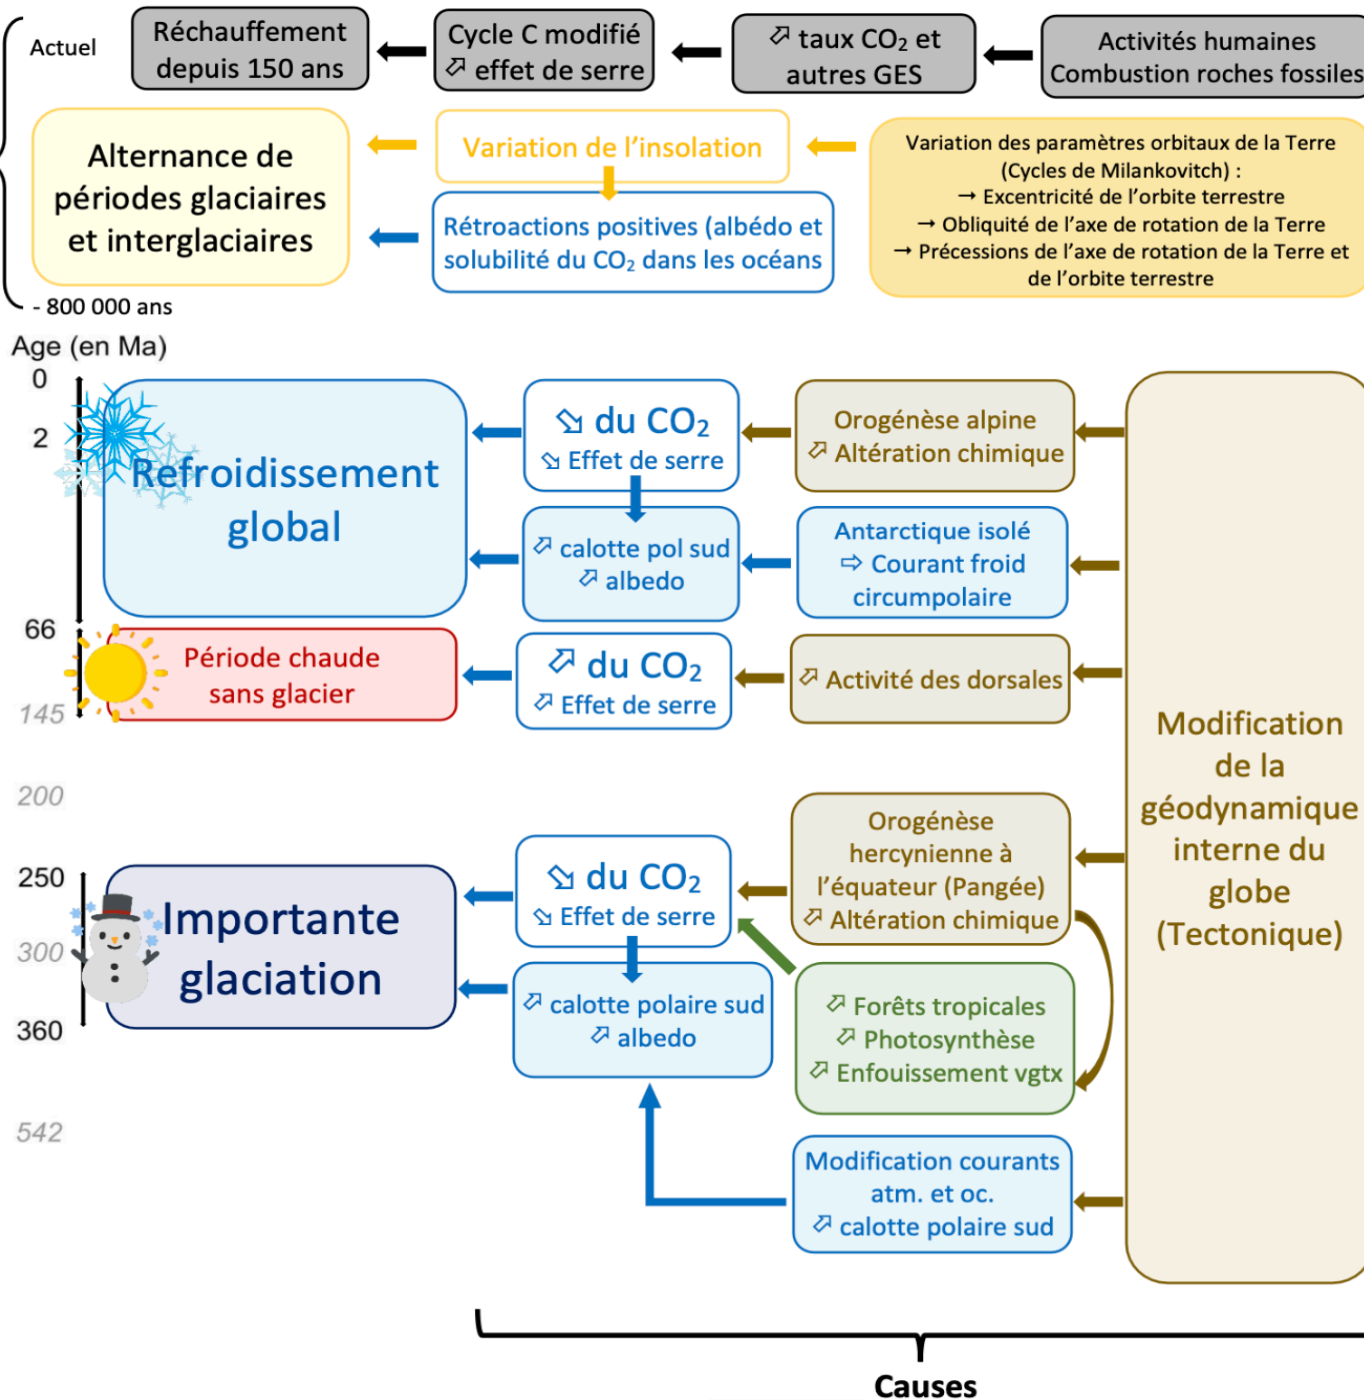 Actuel
Réchauffement
depuis 150 ans
Cycle C modifié
↗ effet de serre
↗ taux CO₂ et
autres GES
Activités humaines
Combustion roches fossiles
Alternance de
périodes glaciaires
et interglaciaires
Variation de l’insolation
Rétroactions positives (albédo et
solubilité du CO₂ dans les océans
Variation des paramètres orbitaux de la Terre
(Cycles de Milankovitch) :
→ Excentricité de l’orbite terrestre
→ Obliquité de l’axe de rotation de la Terre
→ Précessions de l’axe de rotation de la Terre et
de l’orbite terrestre
- 800 000 ans
Age (en Ma)
0
2
Refroidissement
global
↘ du CO₂
↘ Effet de serre
Orogénèse alpine
↗ Altération chimique
↗ calotte pol sud
↗ albedo
Antarctique isolé
⇨ Courant froid
circumpolaire
66
Période chaude
sans glacier
↗ du CO₂
↗ Effet de serre
↗ Activité des dorsales
145
Modification
de la
géodynamique
interne du
globe
(Tectonique)
200
250
300
360
Importante
glaciation
↘ du CO₂
↘ Effet de serre
Orogénèse
hercynienne à
l’équateur (Pangée)
↗ Altération chimique
↗ calotte polaire sud
↗ albedo
↗ Forêts tropicales
↗ Photosynthèse
↗ Enfouissement vgtx
542
Modification courants
atm. et oc.
↗ calotte polaire sud
Causes